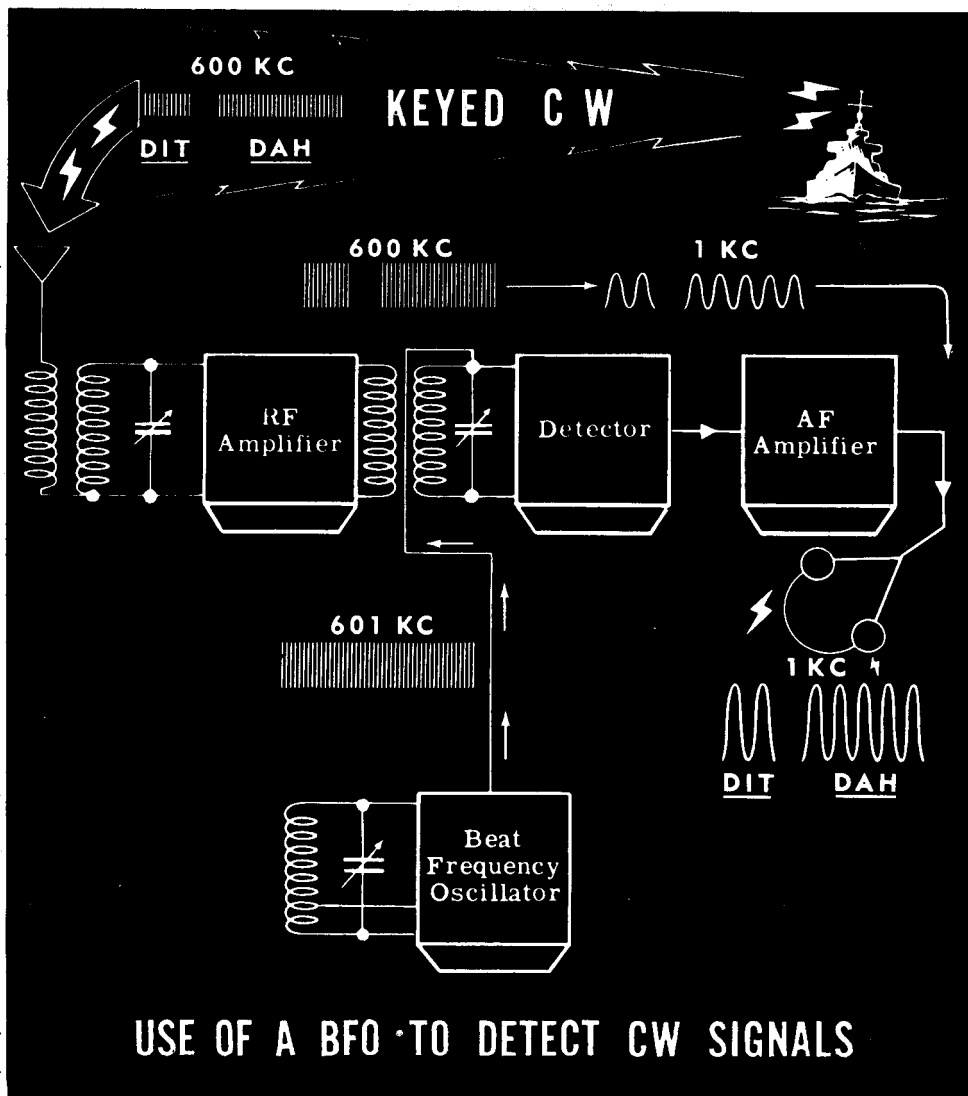 600 KC
KEYED CW
DIT DAH
600 KC
1 KC
RF
Amplifier
Detector
AF
Amplifier
601 KC
1 KC
DIT DAH
Beat
Frequency
Oscillator
USE OF A BFO TO DETECT CW SIGNALS